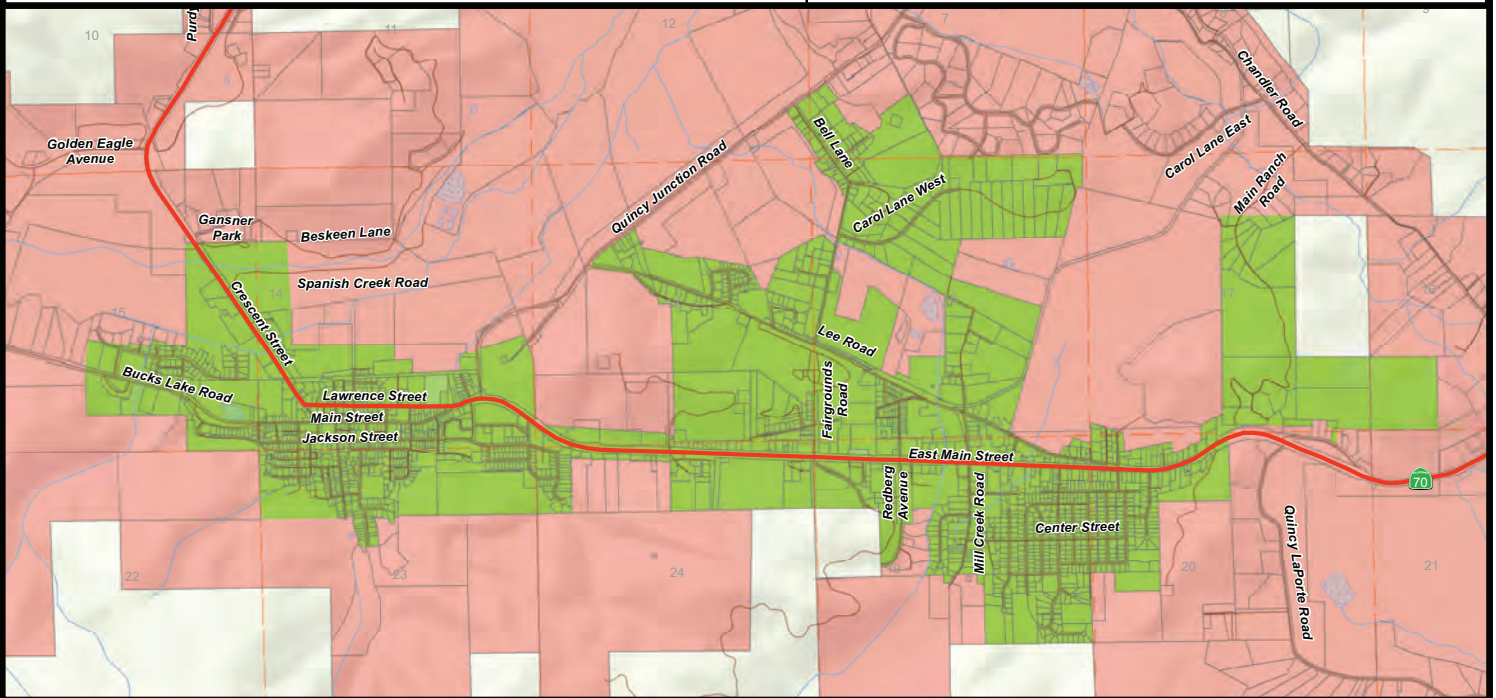 10
Purdy
11
12
7
Golden Eagle
Avenue
Gansner
Park
Beskeen Lane
Spanish Creek Road
Quincy Junction Road
Bell Lane
Carol Lane West
Carol Lane East
Chandler Road
Main Ranch
Road
15
14
17
16
Crescent Street
Bucks Lake Road
Lawrence Street
Main Street
Jackson Street
Lee Road
Fairgrounds
Road
East Main Street
Redberg
Avenue
Mill Creek Road
Center Street
70
Quincy LaPorte Road
22
23
24
20
21